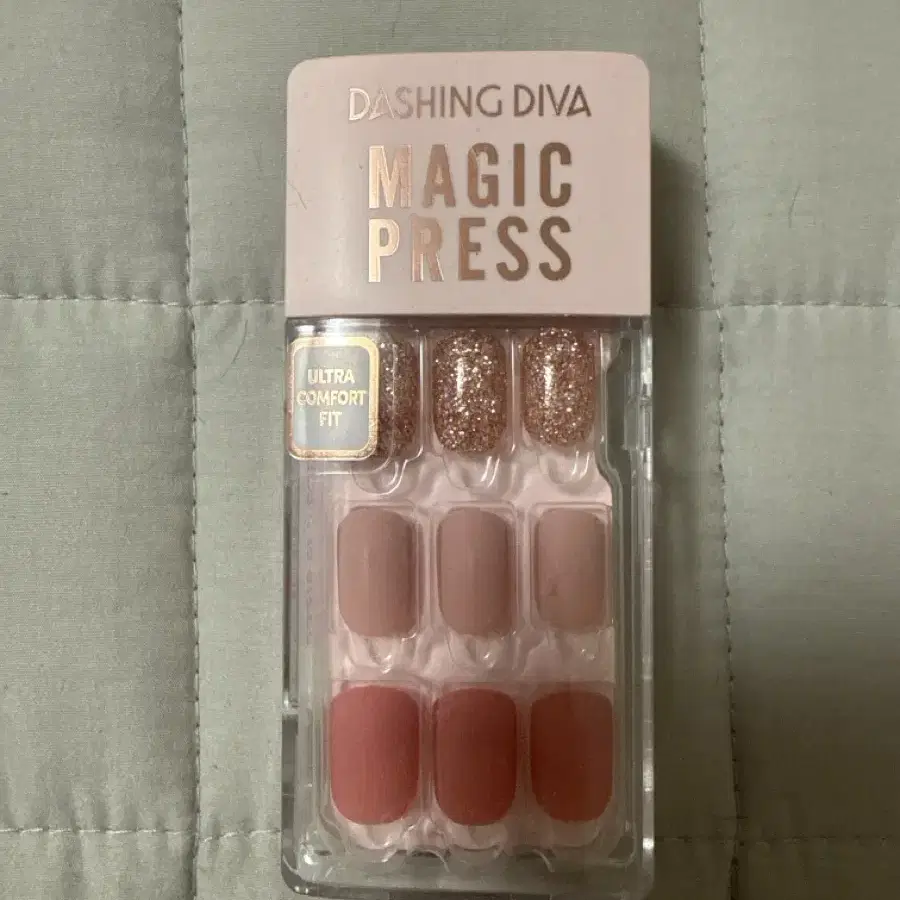 DASHING DIVA
MAGIC
PRESS
ULTRA
COMFORT
FIT